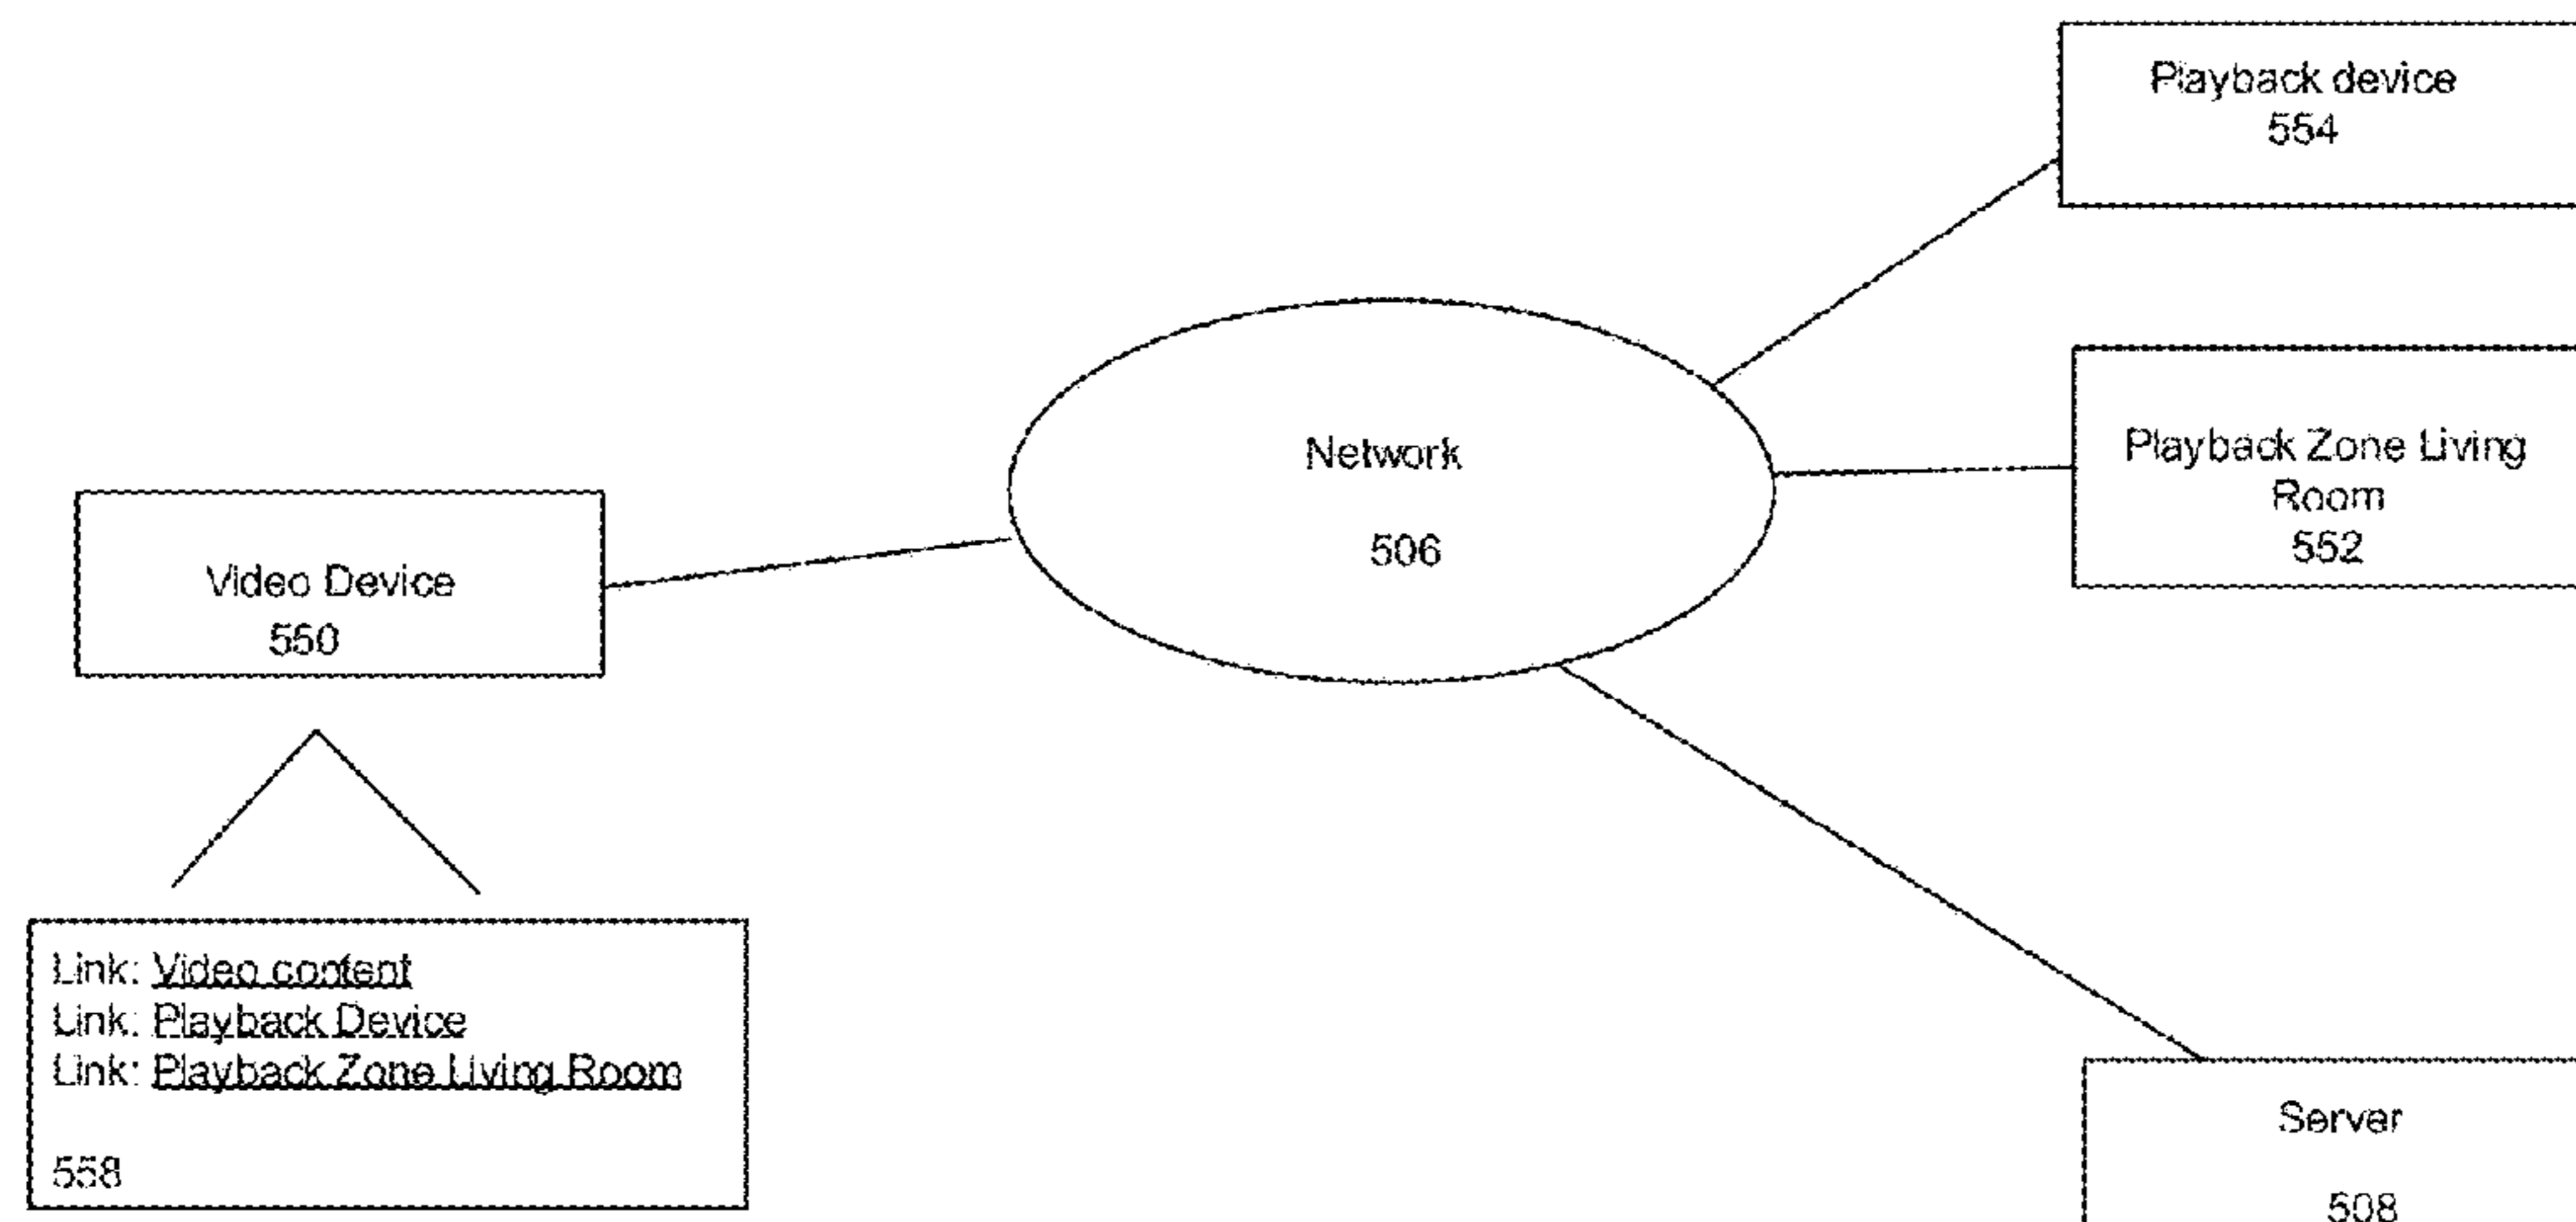 Playback device
554
Network
506
Playback Zone Living
Room
552
Video Device
550
Link: Video content
Link: Playback Device
Link: Playback Zone Living Room
558
Server
508